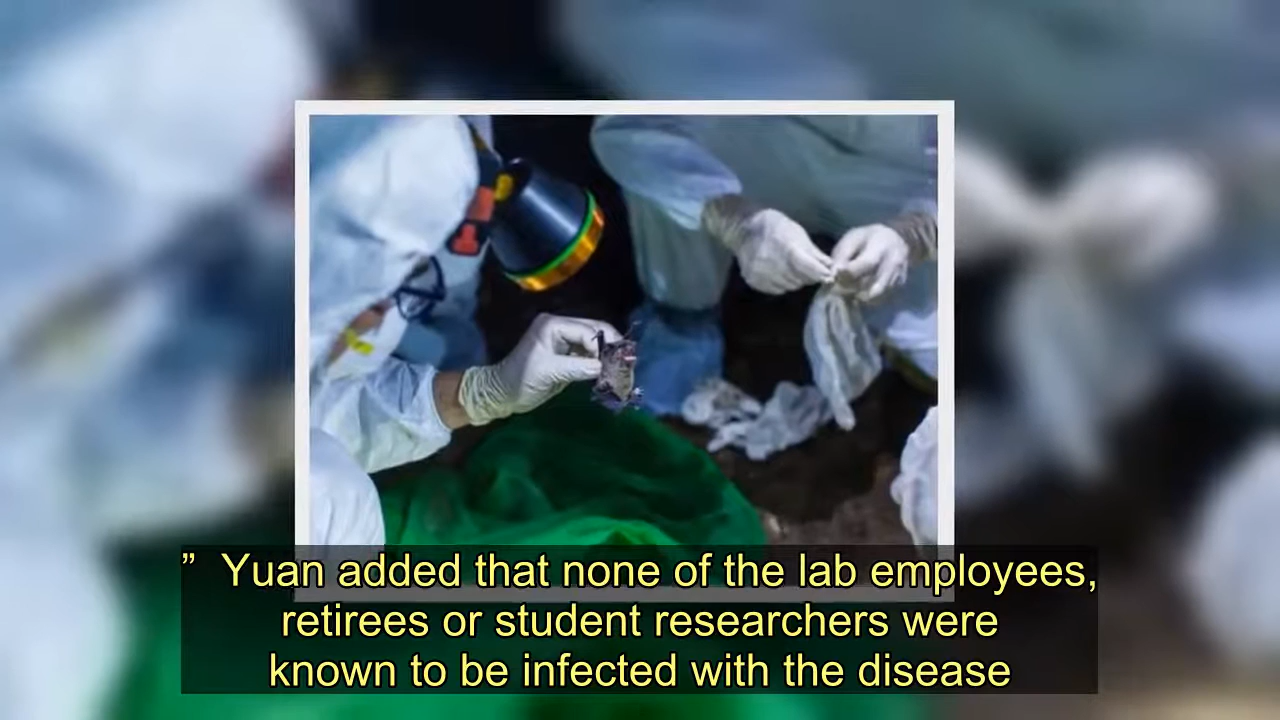 ”  Yuan added that none of the lab employees,
retirees or student researchers were
known to be infected with the disease